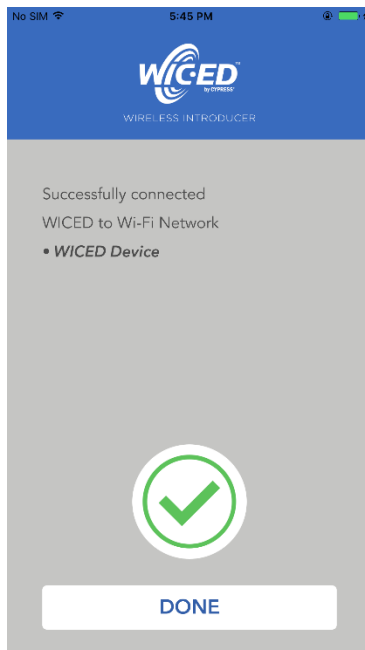 No SIM 5:45 PM
WICED™
by CYPRESS®
WIRELESS INTRODUCER
Successfully connected
WICED to Wi-Fi Network
• WICED Device
DONE